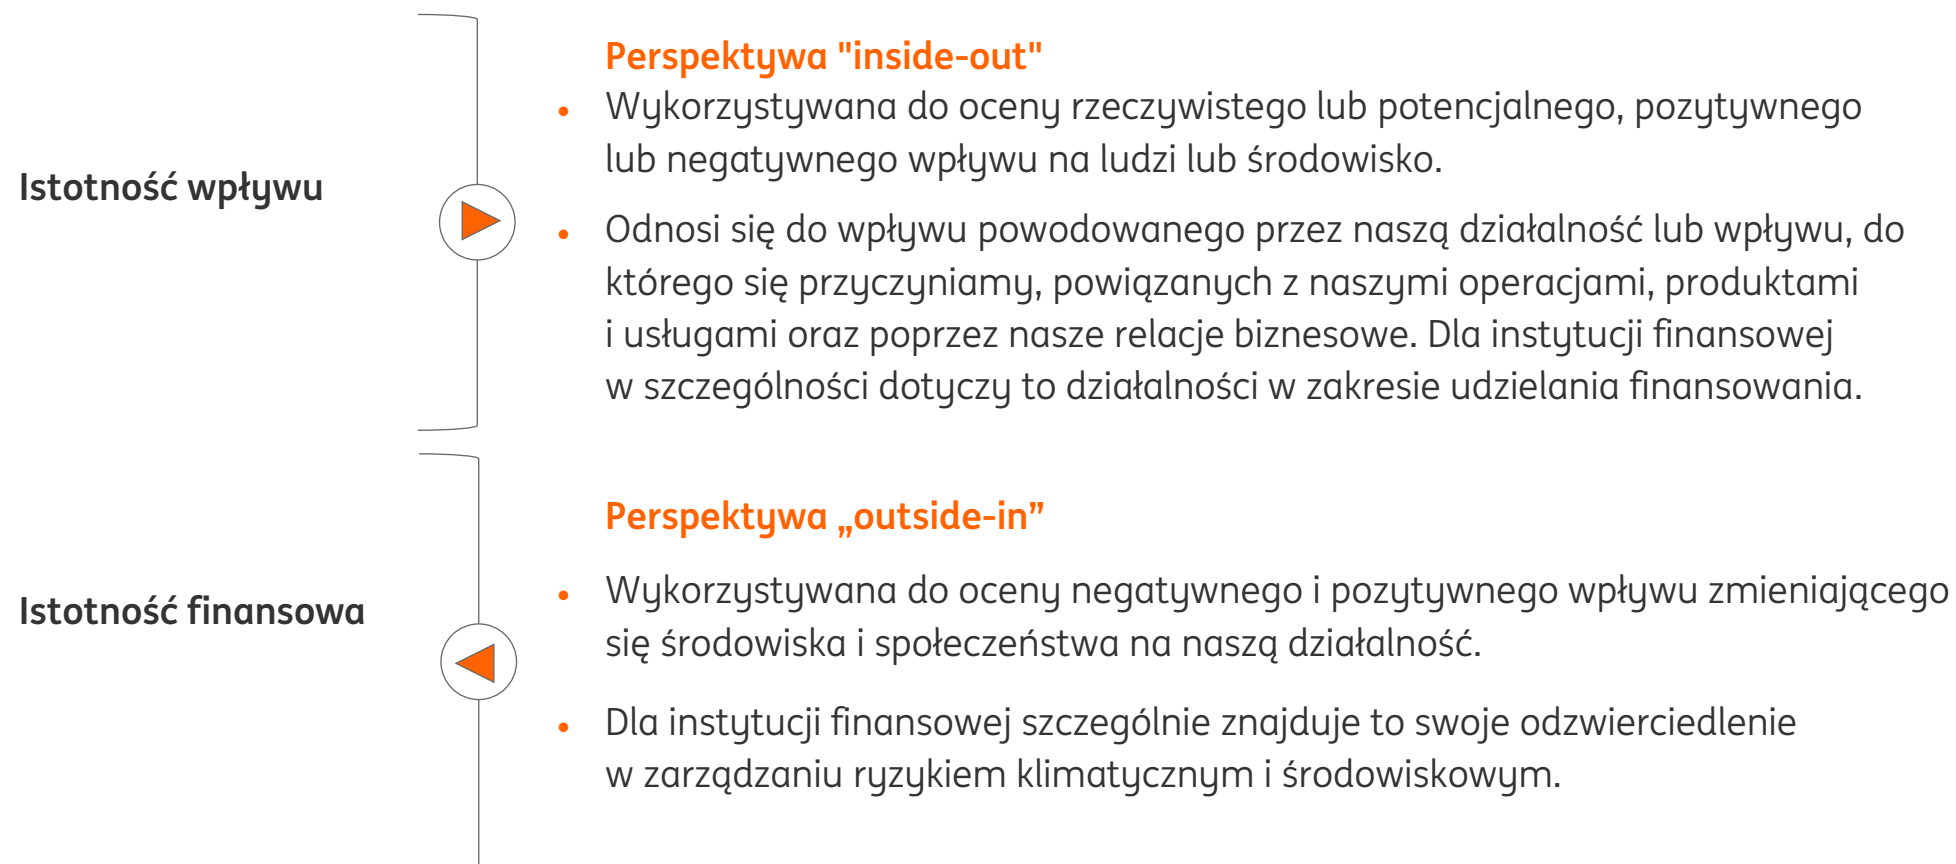 Istotność wpływu
Perspektywa "inside-out"
• Wykorzystywana do oceny rzeczywistego lub potencjalnego, pozytywnego
lub negatywnego wpływu na ludzi lub środowisko.
• Odnosi się do wpływu powodowanego przez naszą działalność lub wpływu, do
którego się przyczyniamy, powiązanych z naszymi operacjami, produktami
i usługami oraz poprzez nasze relacje biznesowe. Dla instytucji finansowej
w szczególności dotyczy to działalności w zakresie udzielania finansowania.
Istotność finansowa
Perspektywa „outside-in”
• Wykorzystywana do oceny negatywnego i pozytywnego wpływu zmieniającego
się środowiska i społeczeństwa na naszą działalność.
• Dla instytucji finansowej szczególnie znajduje to swoje odzwierciedlenie
w zarządzaniu ryzykiem klimatycznym i środowiskowym.